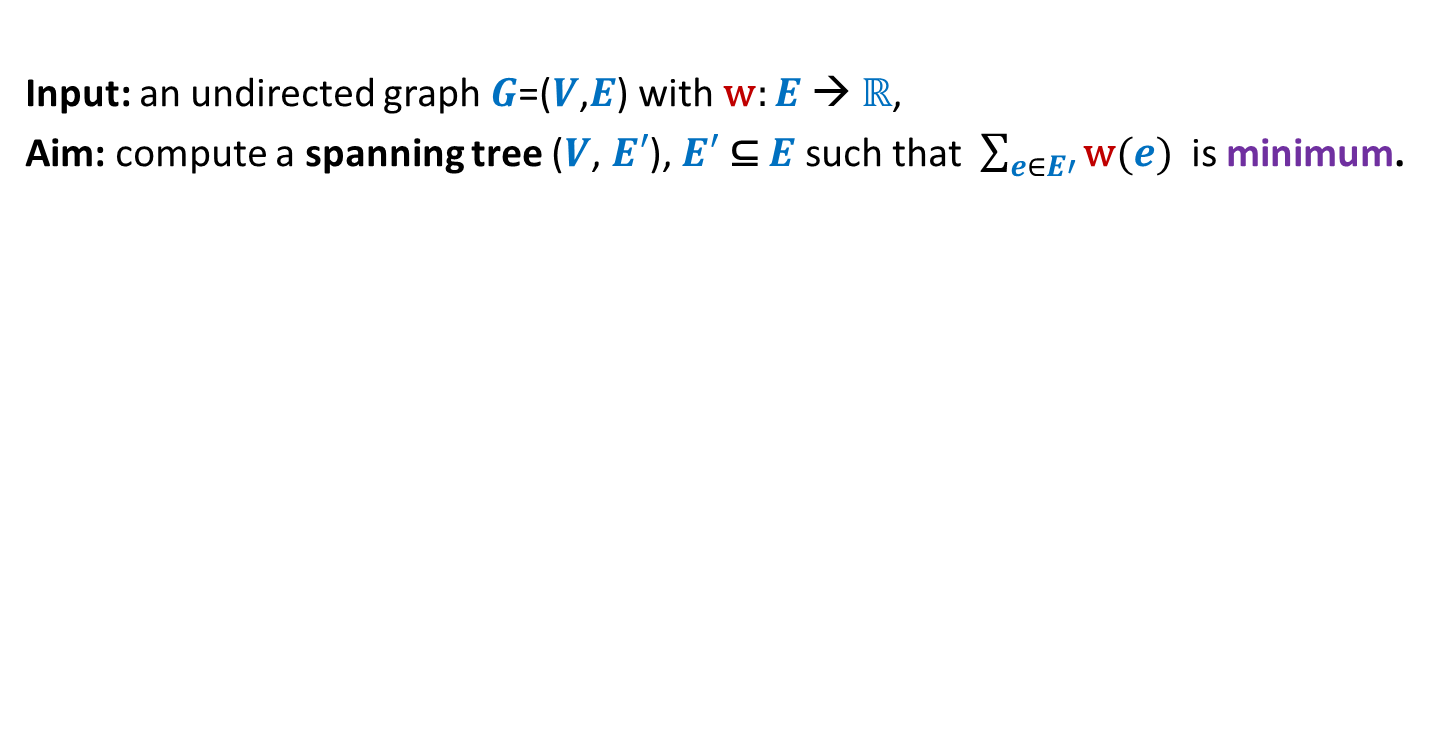 Input: an undirected graph G=(V,E) with w: E → ℝ,
Aim: compute a spanning tree (V, E′), E′ ⊆ E such that ∑e∈E′ w(e) is minimum.